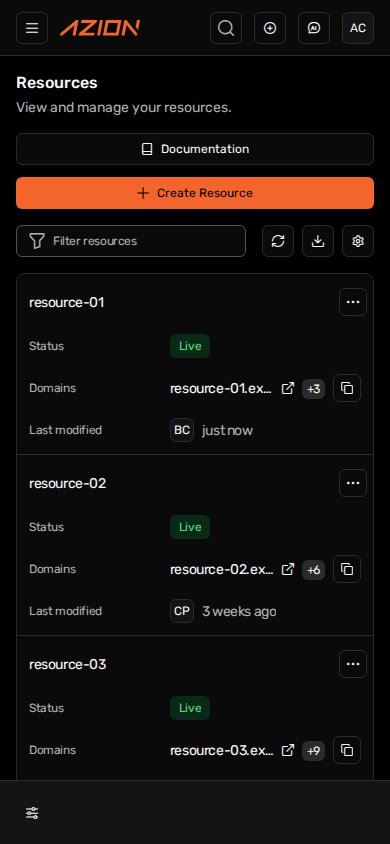 AZION
AI
AC
Resources
View and manage your resources.
Documentation
Create Resource
Filter resources
resource-01
Status
Live
Domains
resource-01.ex...
+3
Last modified
BC
just now
resource-02
Status
Live
Domains
resource-02.ex...
+6
Last modified
CP
3 weeks ago
resource-03
Status
Live
Domains
resource-03.ex...
+9